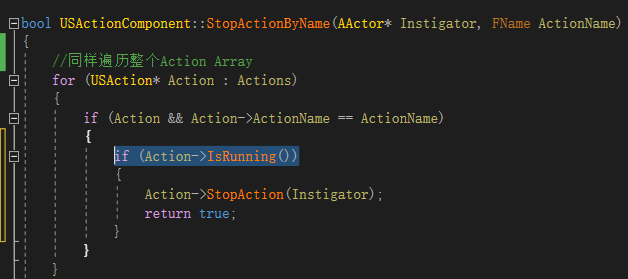 bool USActionComponent::StopActionByName(AActor* Instigator, FName ActionName)
{
//同样遍历整个Action Array
for (USAction* Action : Actions)
{
if (Action && Action->ActionName == ActionName)
{
if (Action->IsRunning())
{
Action->StopAction(Instigator);
return true;
}
}
}